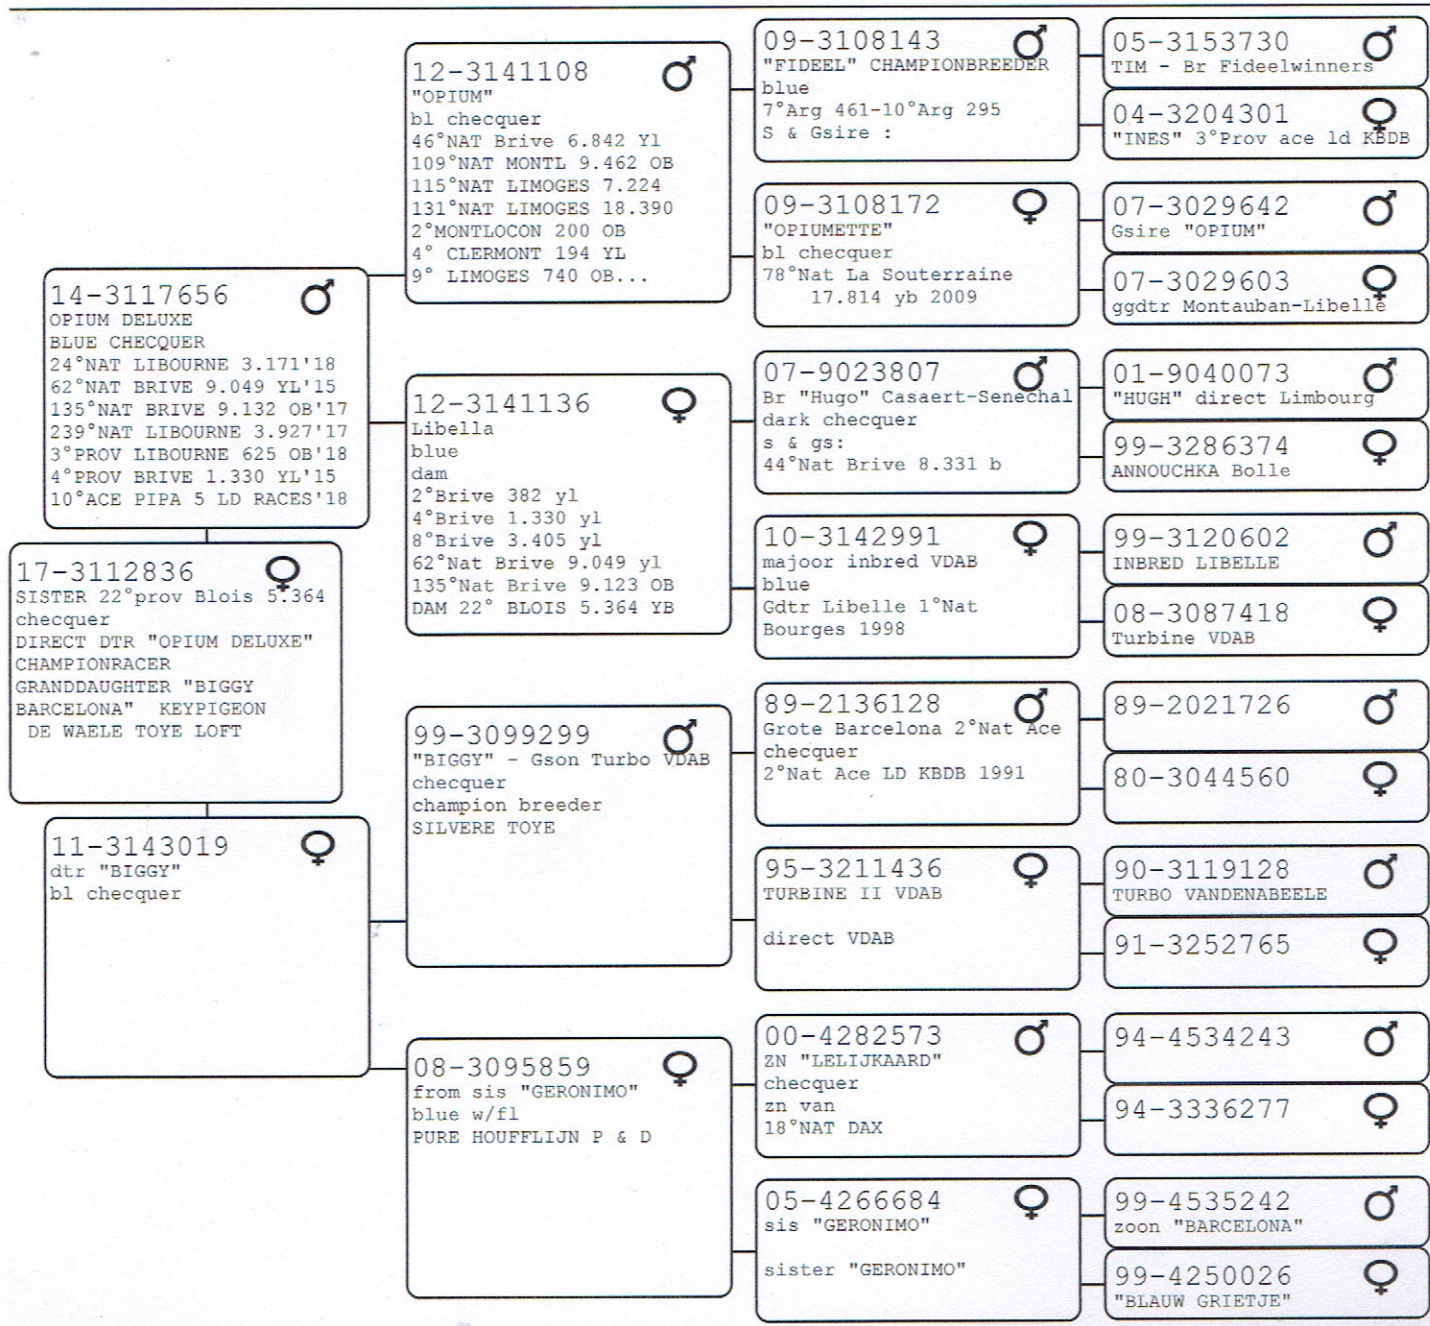 17-3112836
SISTER 22°prov Blois 5.364
checquer
DIRECT DTR "OPIUM DELUXE"
CHAMPIONRACER
GRANDDAUGHTER "BIGGY
BARCELONA" KEYPIGEON
DE WAELE TOYE LOFT
14-3117656
OPIUM DELUXE
BLUE CHECQUER
24°NAT LIBOURNE 3.171'18
62°NAT BRIVE 9.049 YL'15
135°NAT BRIVE 9.132 OB'17
239°NAT LIBOURNE 3.927'17
3°PROV LIBOURNE 625 OB'18
4°PROV BRIVE 1.330 YL'15
10°ACE PIPA 5 LD RACES'18
11-3143019
dtr "BIGGY"
bl checquer
12-3141108
"OPIUM"
bl checquer
46°NAT Brive 6.842 Yl
109°NAT MONTL 9.462 OB
115°NAT LIMOGES 7.224
131°NAT LIMOGES 18.390
2°MONTLOCON 200 OB
4° CLERMONT 194 YL
9° LIMOGES 740 OB...
12-3141136
Libella
blue
dam
2°Brive 382 yl
4°Brive 1.330 yl
8°Brive 3.405 yl
62°Nat Brive 9.049 yl
135°Nat Brive 9.123 OB
DAM 22° BLOIS 5.364 YB
99-3099299
"BIGGY" - Gson Turbo VDAB
checquer
champion breeder
SILVERE TOYE
08-3095859
from sis "GERONIMO"
blue w/fl
PURE HOUFFLIJN P & D
09-3108143
"FIDEEL" CHAMPIONBREEDER
blue
7°Arg 461-10°Arg 295
S & Gsire :
09-3108172
"OPIUMETTE"
bl checquer
78°Nat La Souterraine
17.814 yb 2009
07-9023807
Br "Hugo" Casaert-Senechal
dark checquer
s & gs:
44°Nat Brive 8.331 b
10-3142991
majoor inbred VDAB
blue
Gdtr Libelle 1°Nat
Bourges 1998
89-2136128
Grote Barcelona 2°Nat Ace
checquer
2°Nat Ace LD KBDB 1991
95-3211436
TURBINE II VDAB
direct VDAB
00-4282573
ZN "LELIJKAARD"
checquer
zn van
18°NAT DAX
05-4266684
sis "GERONIMO"
sister "GERONIMO"
05-3153730
TIM - Br Fideelwinners
04-3204301
"INES" 3°Prov ace ld KBDB
07-3029642
Gsire "OPIUM"
07-3029603
ggdtr Montauban-Libelle
01-9040073
"HUGH" direct Limbourg
99-3286374
ANNOUCHKA Bolle
99-3120602
INBRED LIBELLE
08-3087418
Turbine VDAB
89-2021726
80-3044560
90-3119128
TURBO VANDENABEELE
91-3252765
94-4534243
94-3336277
99-4535242
zoon "BARCELONA"
99-4250026
"BLAUW GRIETJE"